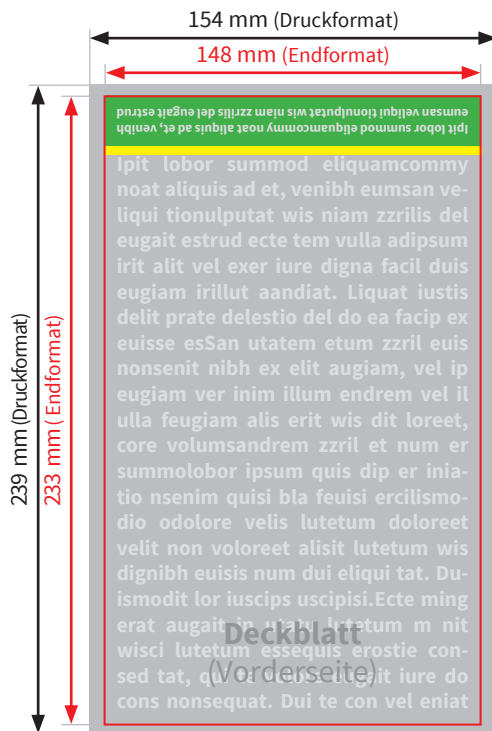 154 mm (Druckformat)
148 mm (Endformat)
239 mm (Druckformat)
233 mm ( Endformat)
Ipit lobor summod eliquamcommy noat aliquis ad et, venibh
eumsan veliqui tionulputat wis niam zzrilis del eugait estrud
Ipit lobor summod eliquamcommy
noat aliquis ad et, venibh eumsan ve-
liqui tionulputat wis niam zzrilis del
eugait estrud ecte tem vulla adipsum
irit alit vel exer iure digna facil duis
eugiam irillut aandiat. Liquat iustis
delit prate delestio del do ea facip ex
euisse esSan utatem etum zzril euis
nonsenit nibh ex elit augiam, vel ip
eugiam ver inim illum endrem vel il
ulla feugiam alis erit wis dit loreet,
core volumsandrem zzril et num er
summolobor ipsum quis dip er inia-
tio nsenim quisi bla feuisi ercilismo-
dio odolore velis lutetum doloreet
velit non voloreet alisit lutetum wis
dignibh euisis num dui eliqui tat. Du-
ismodit lor iuscips uscipisi.Ecte ming
erat augait in utatu lutetum m nit
wisci lutetum essequis erostie con-
sed tat, iure do
cons nonsequat. Dui te con vel eniat
Deckblatt
(Vorderseite)